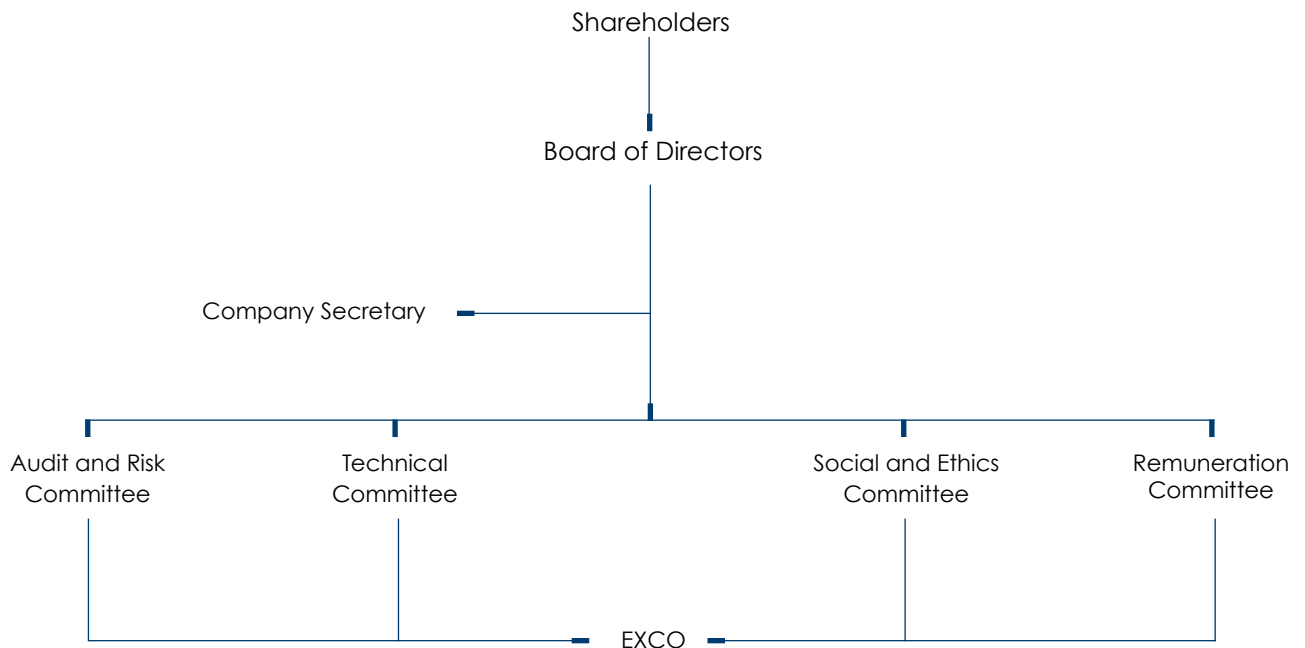 Shareholders
Board of Directors
Company Secretary
Audit and Risk
Committee
Technical
Committee
Social and Ethics
Committee
Remuneration
Committee
EXCO